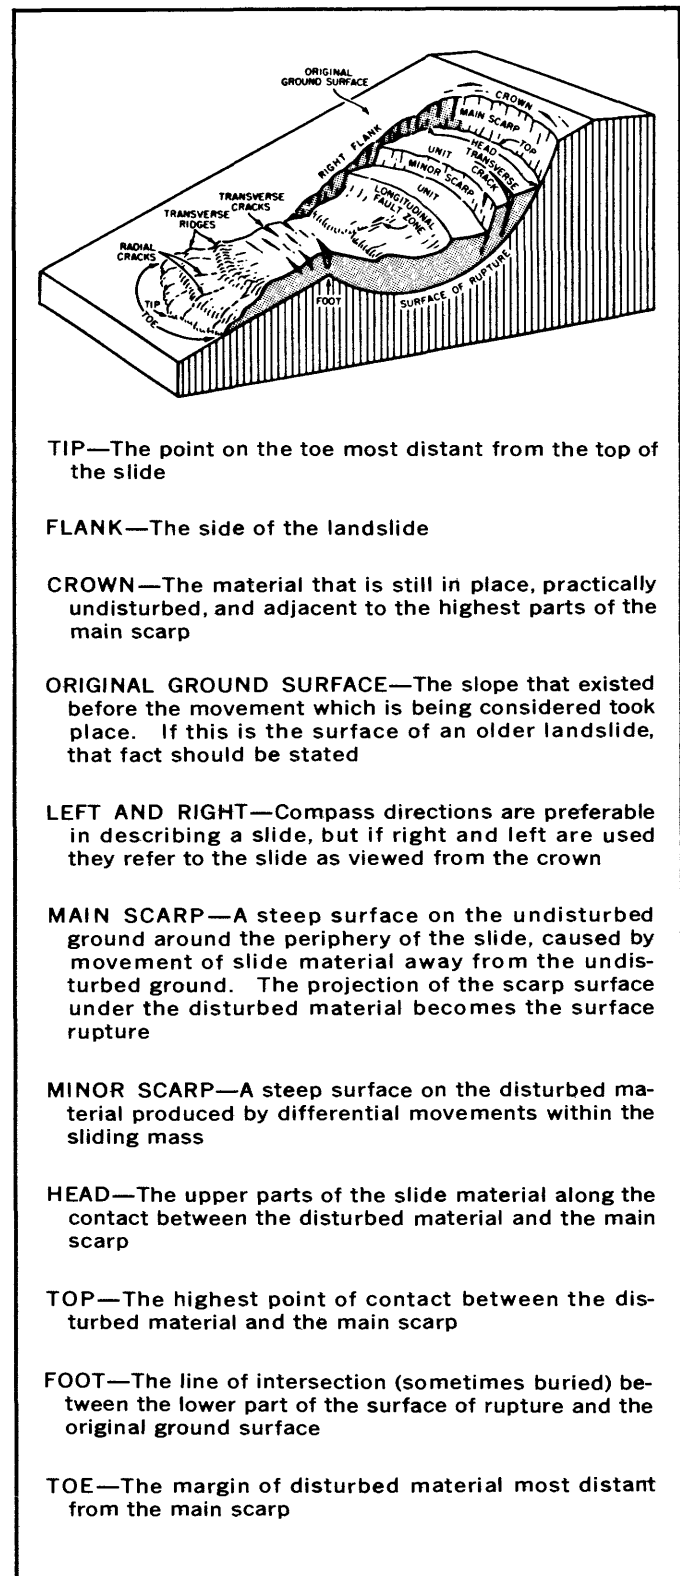 ORIGINAL
GROUND SURFACE
CROWN
MAIN SCARP
TOP
HEAD
TRANSVERSE
CRACK
UNIT
MINOR SCARP
UNIT
RIGHT FLANK
LONGITUDINAL
FAULT ZONE
TRANSVERSE
CRACKS
TRANSVERSE
RIDGES
RADIAL
CRACKS
TIP
TOE
FOOT
SURFACE OF RUPTURE
TIP—The point on the toe most distant from the top of
the slide
FLANK—The side of the landslide
CROWN—The material that is still in place, practically
undisturbed, and adjacent to the highest parts of the
main scarp
ORIGINAL GROUND SURFACE—The slope that existed
before the movement which is being considered took
place. If this is the surface of an older landslide,
that fact should be stated
LEFT AND RIGHT—Compass directions are preferable
in describing a slide, but if right and left are used
they refer to the slide as viewed from the crown
MAIN SCARP—A steep surface on the undisturbed
ground around the periphery of the slide, caused by
movement of slide material away from the undis-
turbed ground. The projection of the scarp surface
under the disturbed material becomes the surface
rupture
MINOR SCARP—A steep surface on the disturbed ma-
terial produced by differential movements within the
sliding mass
HEAD—The upper parts of the slide material along the
contact between the disturbed material and the main
scarp
TOP—The highest point of contact between the dis-
turbed material and the main scarp
FOOT—The line of intersection (sometimes buried) be-
tween the lower part of the surface of rupture and the
original ground surface
TOE—The margin of disturbed material most distant
from the main scarp